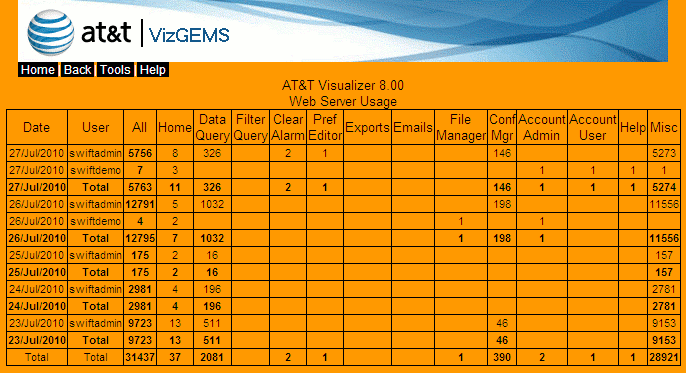 at&t VizGEMS
Home Back Tools Help
AT&T Visualizer 8.00
Web Server Usage
Date User All Home Data Query Filter Query Clear Alarm Pref Editor Exports Emails File Manager Conf Mgr Account Admin Account User Help Misc
27/Jul/2010 swiftadmin 5756 8 326 2 1 146 5273
27/Jul/2010 swiftdemo 7 3 1 1 1 1
27/Jul/2010 Total 5763 11 326 2 1 146 1 1 1 5274
26/Jul/2010 swiftadmin 12791 5 1032 198 11556
26/Jul/2010 swiftdemo 4 2 1 1
26/Jul/2010 Total 12795 7 1032 1 198 1 11556
25/Jul/2010 swiftadmin 175 2 16 157
25/Jul/2010 Total 175 2 16 157
24/Jul/2010 swiftadmin 2981 4 196 2781
24/Jul/2010 Total 2981 4 196 2781
23/Jul/2010 swiftadmin 9723 13 511 46 9153
23/Jul/2010 Total 9723 13 511 46 9153
Total Total 31437 37 2081 2 1 1 390 2 1 1 28921